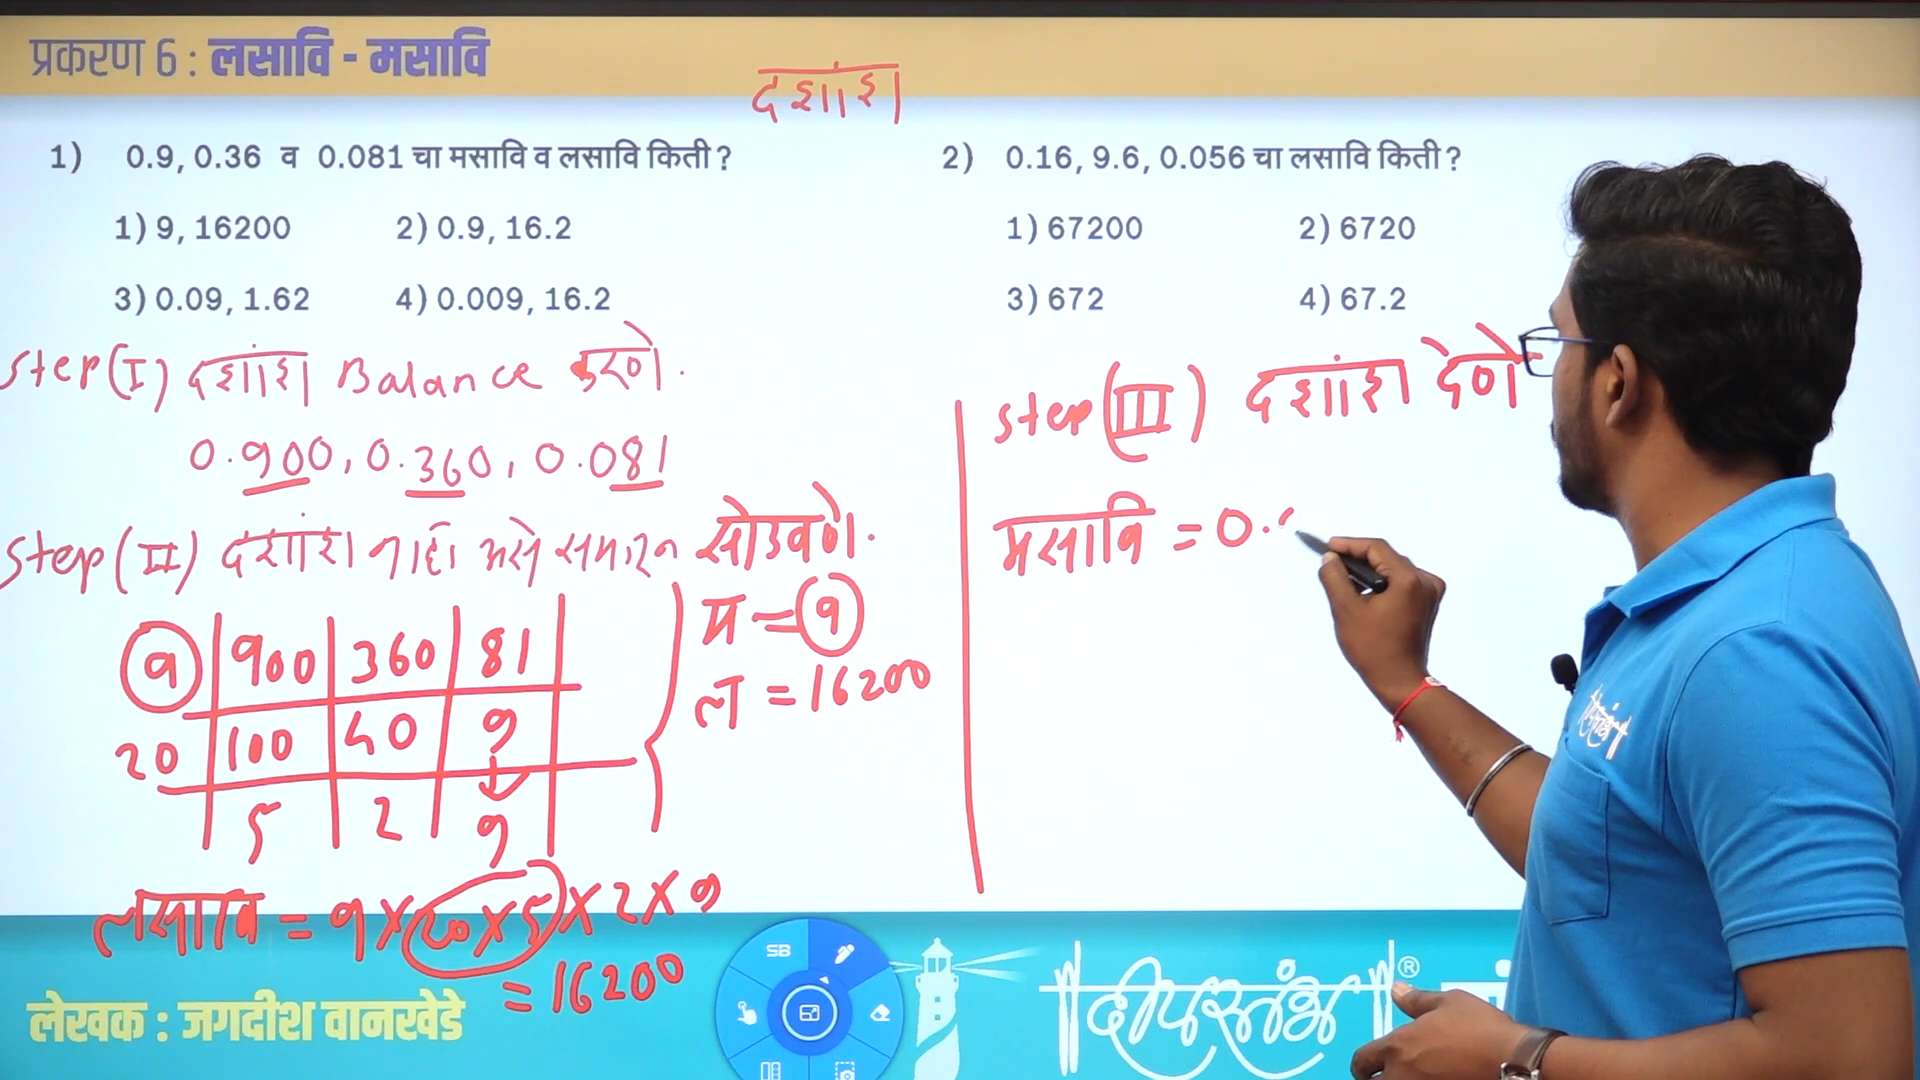 प्रकरण 6 : लसावि - मसावि
दशांश
1) 0.9, 0.36 व 0.081 चा मसावि व लसावि किती ?
1) 9, 16200 2) 0.9, 16.2
3) 0.09, 1.62 4) 0.009, 16.2
2) 0.16, 9.6, 0.056 चा लसावि किती ?
1) 67200 2) 6720
3) 672 4) 67.2
Step (I) दशांश Balance करणे.
0.900, 0.360, 0.081
Step (II) दशांश नाही असे समजून सोडवणे.
9 900 360 81
20 100 40 9
5 2 9
म = 9
ल = 16200
लसावि = 9 x 20 x 5 x 2 x 9
= 16200
Step (III) दशांश देणे
मसावि = 0.
लेखक : जगदीश वानखेडे
SB
दीपस्तंभ ®